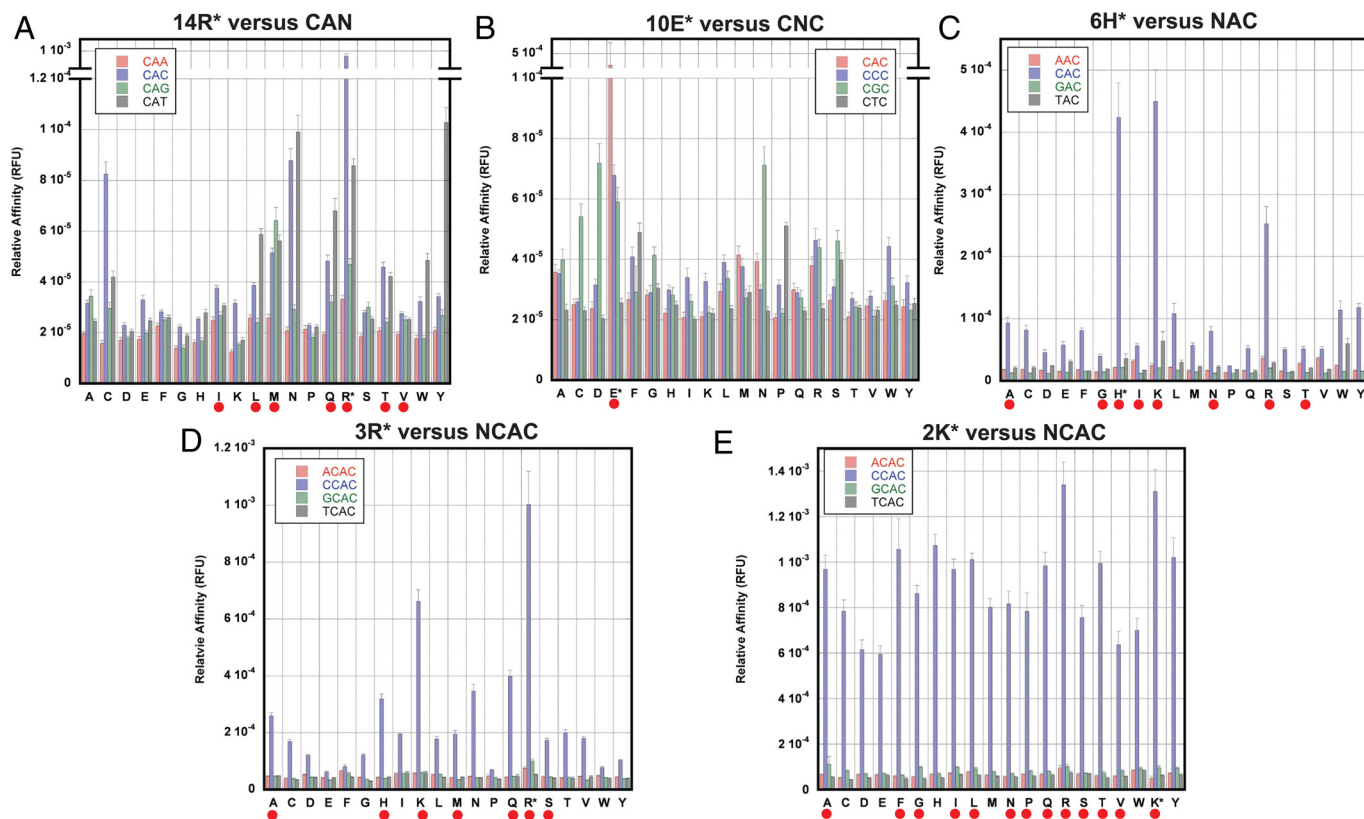 A
14R* versus CAN
1 10⁻³
1.2 10⁻⁴
1 10⁻⁴
8 10⁻⁵
6 10⁻⁵
4 10⁻⁵
2 10⁻⁵
0
Relative Affinity (RFU)
CAA
CAC
CAG
CAT
A C D E F G H I K L M N P Q R* S T V W Y
B
10E* versus CNC
5 10⁻⁴
1 10⁻⁴
8 10⁻⁵
6 10⁻⁵
4 10⁻⁵
2 10⁻⁵
0
Relative Affinity (RFU)
CAC
CCC
CGC
CTC
A C D E* F G H I K L M N P Q R S T V W Y
C
6H* versus NAC
5 10⁻⁴
4 10⁻⁴
3 10⁻⁴
2 10⁻⁴
1 10⁻⁴
0
Relative Affinity (RFU)
AAC
CAC
GAC
TAC
A C D E F G H* I K L M N P Q R S T V W Y
D
3R* versus NCAC
1.2 10⁻³
1 10⁻³
8 10⁻⁴
6 10⁻⁴
4 10⁻⁴
2 10⁻⁴
0
Relatvie Affinity (RFU)
ACAC
CCAC
GCAC
TCAC
A C D E F G H I K L M N P Q R* S T V W Y
E
2K* versus NCAC
1.4 10⁻³
1.2 10⁻³
1 10⁻³
8 10⁻⁴
6 10⁻⁴
4 10⁻⁴
2 10⁻⁴
0
Relative Affinity (RFU)
ACAC
CCAC
GCAC
TCAC
A C D E F G H I L M N P Q R S T V W K* Y